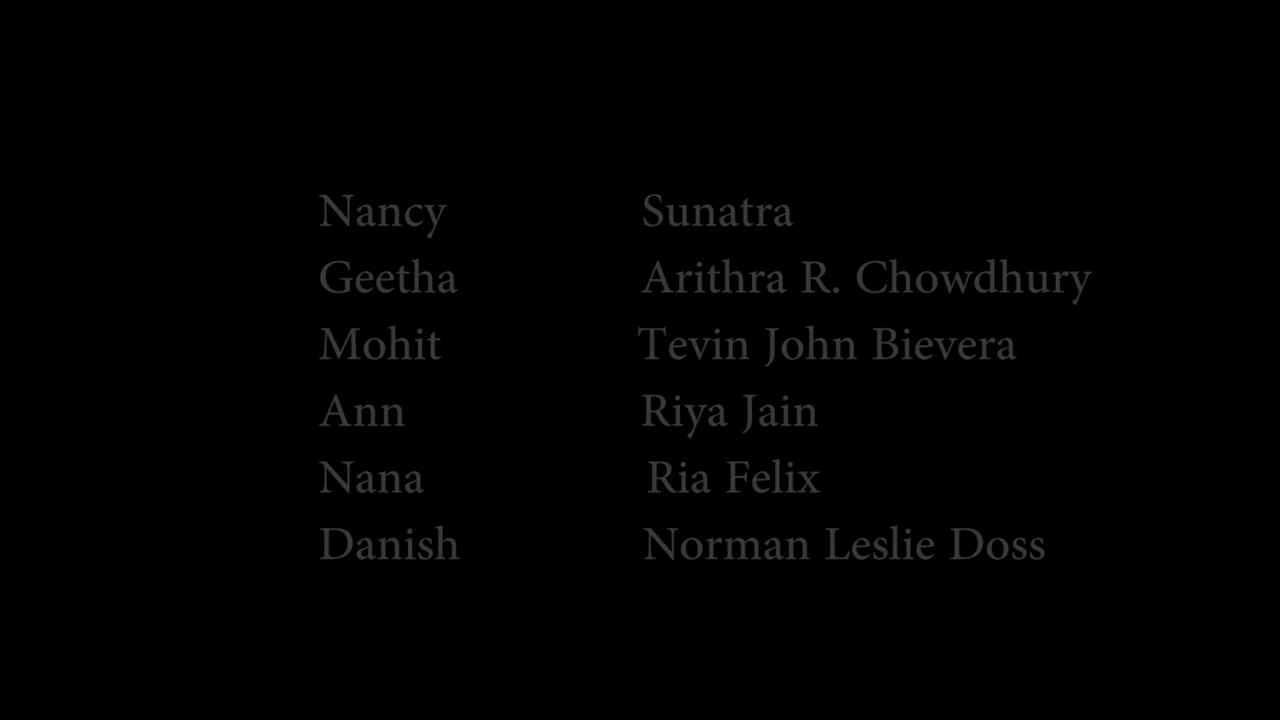 Nancy Sunatra
Geetha Arithra R. Chowdhury
Mohit Tevin John Bievera
Ann Riya Jain
Nana Ria Felix
Danish Norman Leslie Doss